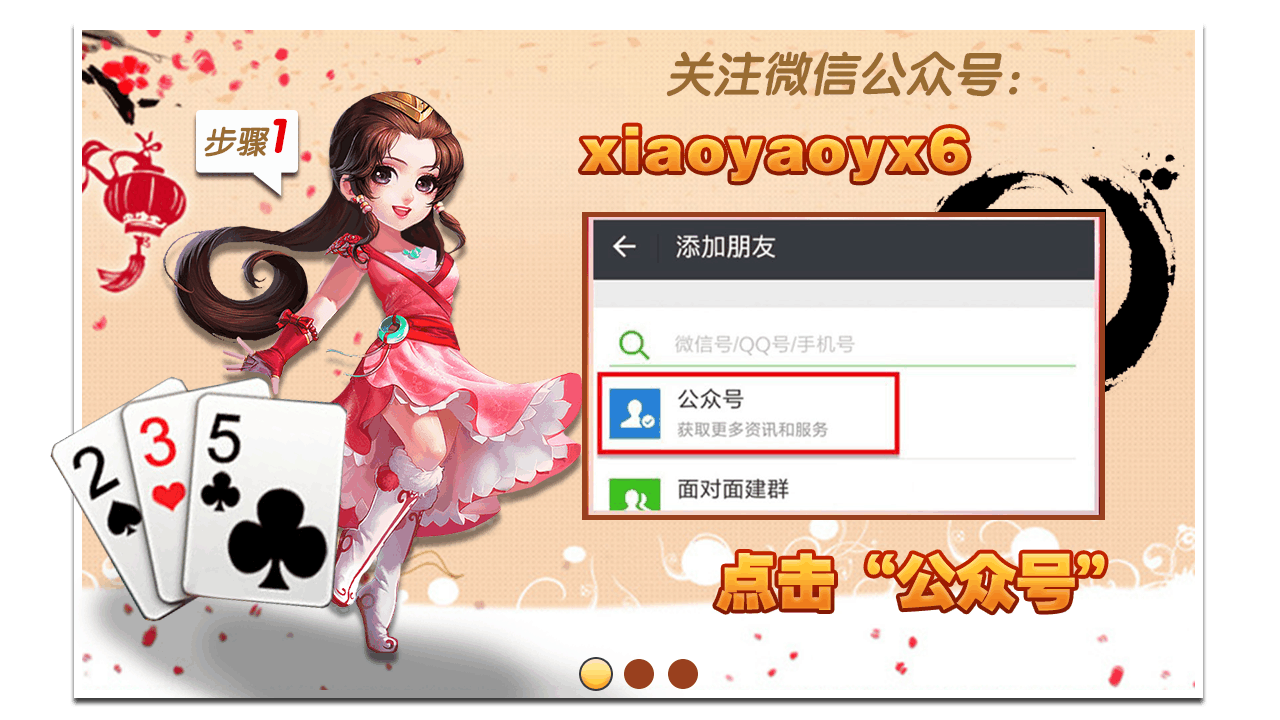 关注微信公众号：
xiaoyaoyx6
步骤1
添加朋友
微信号/QQ号/手机号
公众号
获取更多资讯和服务
面对面建群
2
3
5
点击“公众号”